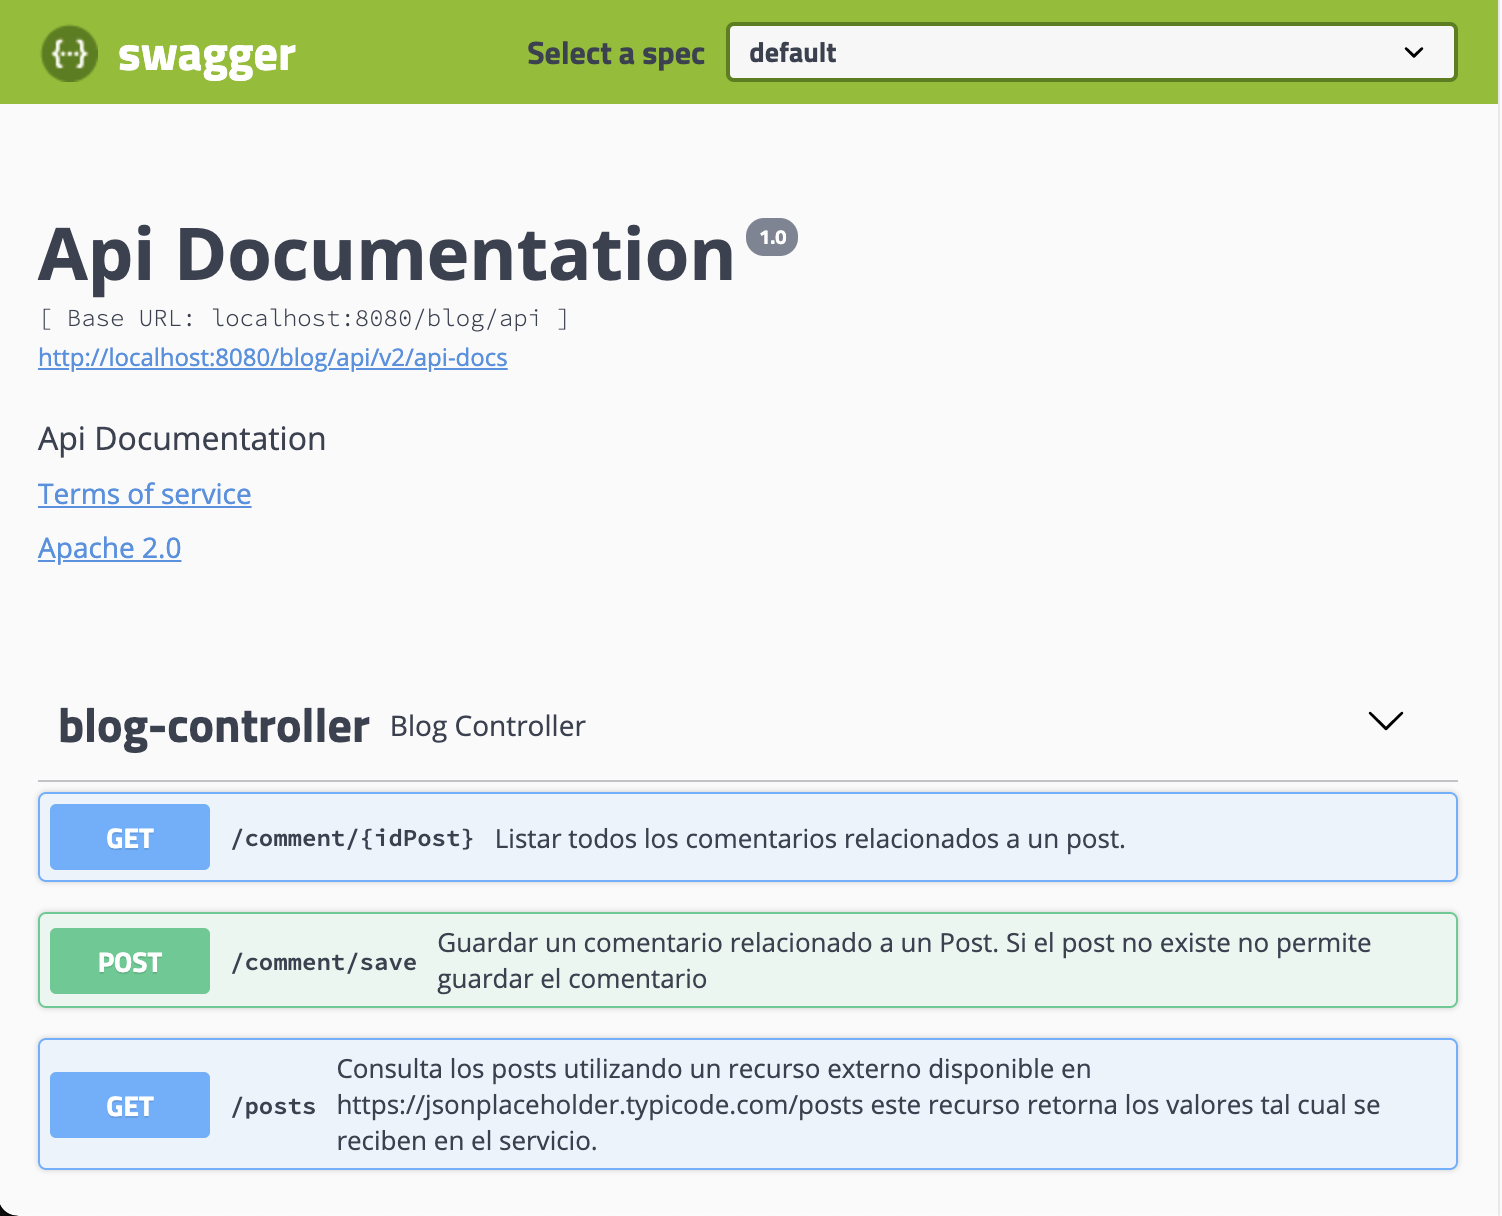 {···} swagger
Select a spec
default
Api Documentation 1.0
[ Base URL: localhost:8080/blog/api ]
http://localhost:8080/blog/api/v2/api-docs
Api Documentation
Terms of service
Apache 2.0
blog-controller Blog Controller
GET /comment/{idPost} Listar todos los comentarios relacionados a un post.
POST /comment/save Guardar un comentario relacionado a un Post. Si el post no existe no permite
guardar el comentario
GET /posts Consulta los posts utilizando un recurso externo disponible en
https://jsonplaceholder.typicode.com/posts este recurso retorna los valores tal cual se
reciben en el servicio.